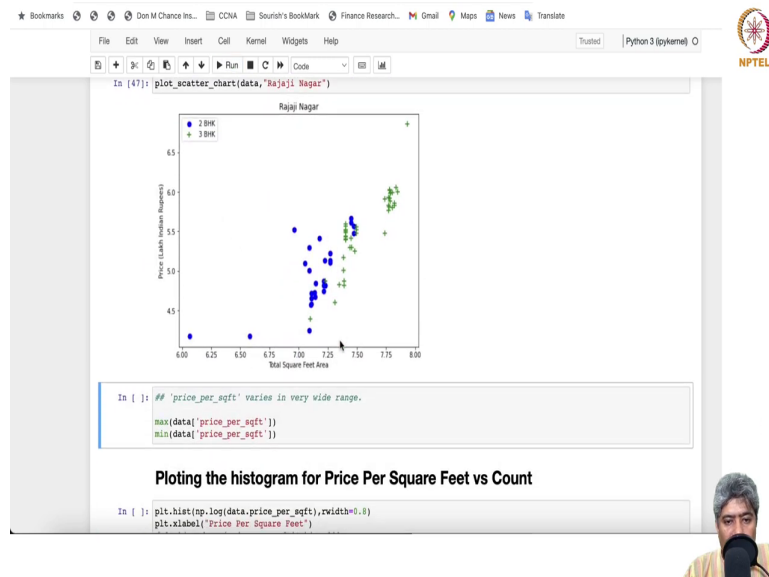 Bookmarks Don M Chance Ins... CCNA Sourish's BookMark Finance Research... Gmail Maps News Translate
NPTEL
File Edit View Insert Cell Kernel Widgets Help Trusted Python 3 (ipykernel)
Run Code
In [47]: plot_scatter_chart(data,"Rajaji Nagar")
Rajaji Nagar
2 BHK
3 BHK
6.5
6.0
5.5
5.0
4.5
Price (Lakh Indian Rupees)
6.00 6.25 6.50 6.75 7.00 7.25 7.50 7.75 8.00
Total Square Feet Area
In [ ]: ## 'price_per_sqft' varies in very wide range.
max(data['price_per_sqft'])
min(data['price_per_sqft'])
Ploting the histogram for Price Per Square Feet vs Count
In [ ]: plt.hist(np.log(data.price_per_sqft),rwidth=0.8)
plt.xlabel("Price Per Square Feet")